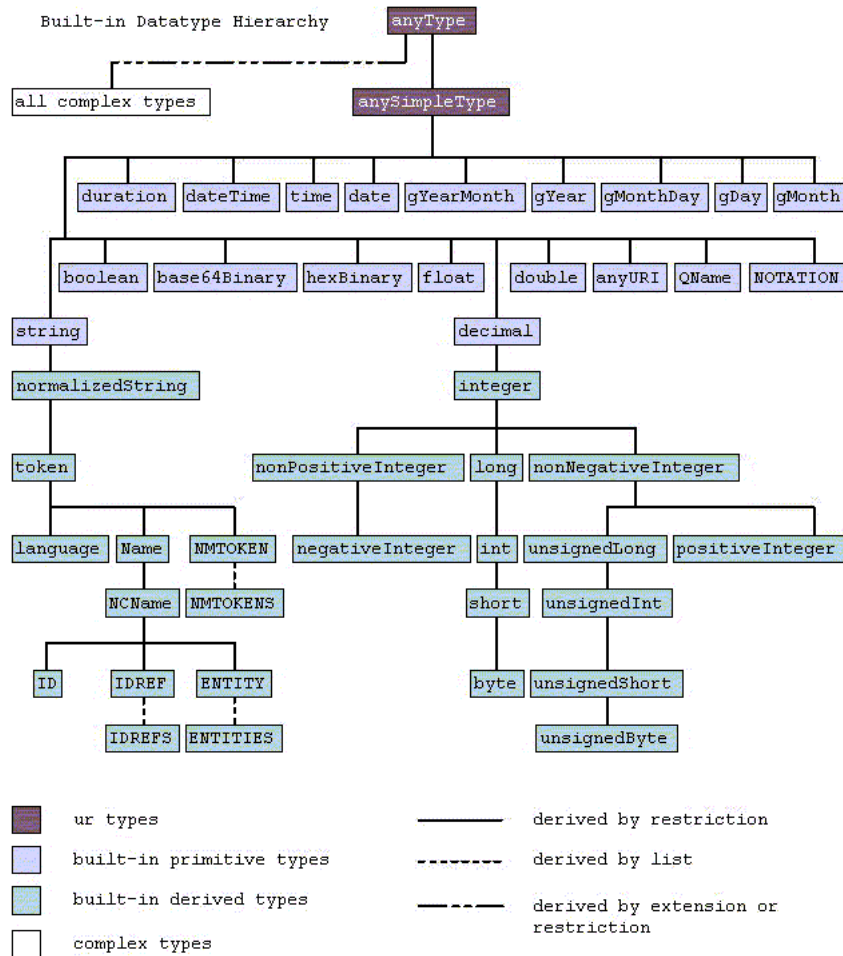 Built-in Datatype Hierarchy
anyType
all complex types
anySimpleType
duration
dateTime
time
date
gYearMonth
gYear
gMonthDay
gDay
gMonth
boolean
base64Binary
hexBinary
float
double
anyURI
QName
NOTATION
string
decimal
normalizedString
integer
token
nonPositiveInteger
long
nonNegativeInteger
language
Name
NMTOKEN
negativeInteger
int
unsignedLong
positiveInteger
NCName
NMTOKENS
short
unsignedInt
ID
IDREF
ENTITY
byte
unsignedShort
IDREFS
ENTITIES
unsignedByte
ur types
derived by restriction
built-in primitive types
derived by list
built-in derived types
derived by extension or
restriction
complex types